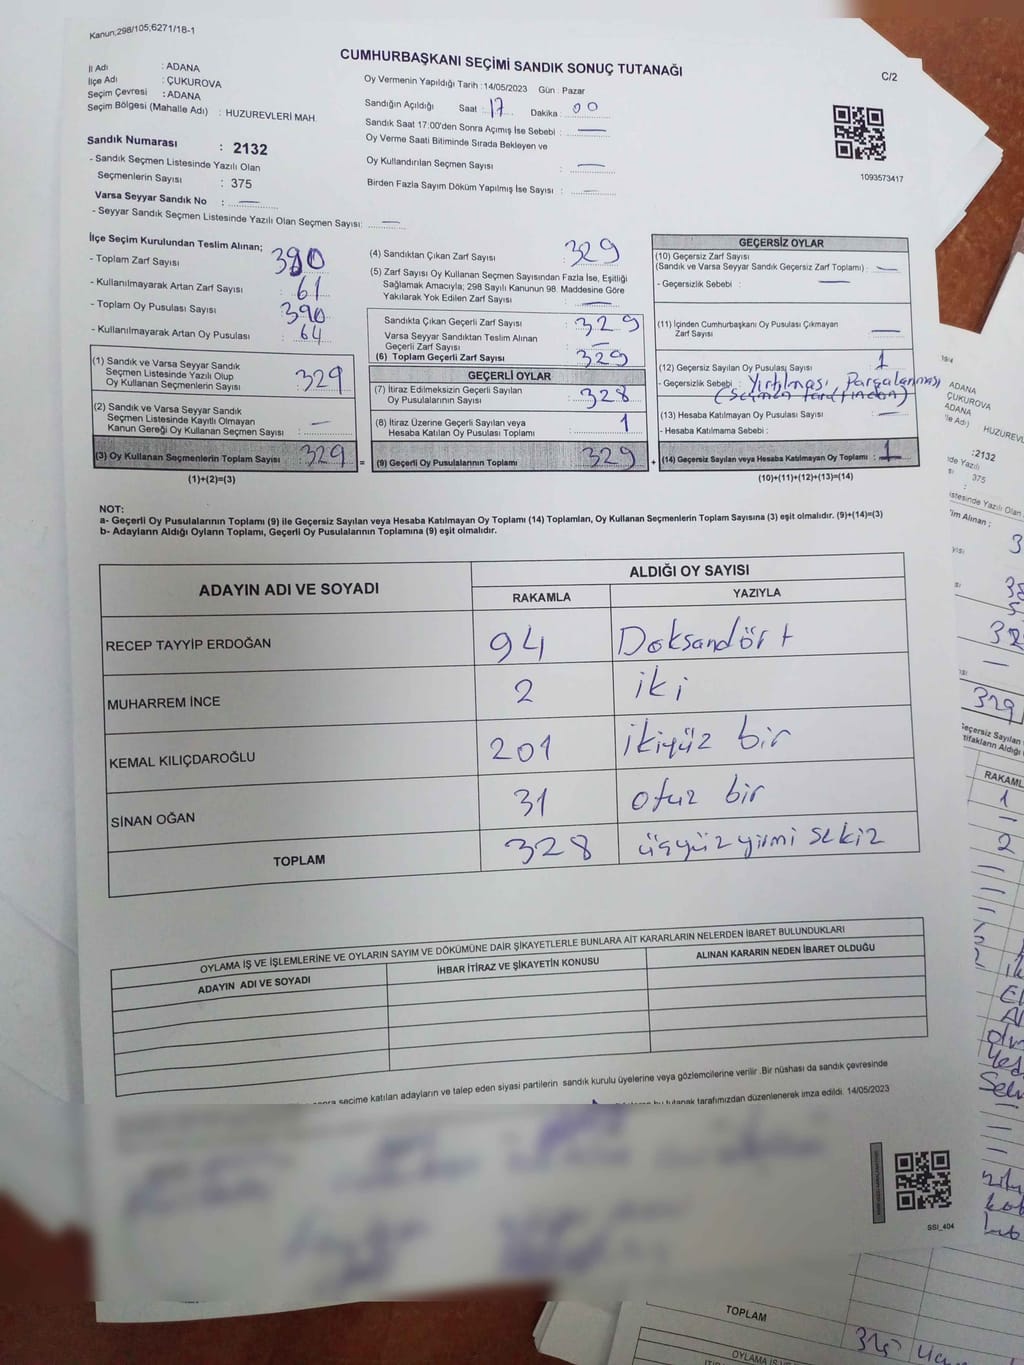 Kanun,298/105;6271/18-1
CUMHURBAŞKANI SEÇİMİ SANDIK SONUÇ TUTANAĞI
C/2
İl Adı : ADANA
İlçe Adı : ÇUKUROVA
Seçim Çevresi : ADANA
Seçim Bölgesi (Mahalle Adı) : HUZUREVLERİ MAH.
Oy Vermenin Yapıldığı Tarih : 14/05/2023 Gün : Pazar
Sandığın Açıldığı Saat : 17 Dakika : 00
Sandık Saat 17:00'den Sonra Açılmış İse Sebebi : —
Oy Verme Saati Bitiminde Sırada Bekleyen ve
Oy Kullandırılan Seçmen Sayısı : —
Birden Fazla Sayım Döküm Yapılmış İse Sayısı : —
1093573417
Sandık Numarası : 2132
- Sandık Seçmen Listesinde Yazılı Olan
Seçmenlerin Sayısı : 375
Varsa Seyyar Sandık No : —
- Seyyar Sandık Seçmen Listesinde Yazılı Olan Seçmen Sayısı: —
İlçe Seçim Kurulundan Teslim Alınan;
- Toplam Zarf Sayısı : 390
- Kullanılmayarak Artan Zarf Sayısı : 61
- Toplam Oy Pusulası Sayısı : 390
- Kullanılmayarak Artan Oy Pusulası : 64
(1) Sandık ve Varsa Seyyar Sandık
Seçmen Listesinde Yazılı Olup
Oy Kullanan Seçmenlerin Sayısı : 329
(2) Sandık ve Varsa Seyyar Sandık
Seçmen Listesinde Kayıtlı Olmayan
Kanun Gereği Oy Kullanan Seçmen Sayısı : —
(3) Oy Kullanan Seçmenlerin Toplam Sayısı : 329 =
(1)+(2)=(3)
(4) Sandıktan Çıkan Zarf Sayısı : 329
(5) Zarf Sayısı Oy Kullanan Seçmen Sayısından Fazla İse, Eşitliği
Sağlamak Amacıyla; 298 Sayılı Kanunun 98. Maddesine Göre
Yakılarak Yok Edilen Zarf Sayısı : —
Sandıkta Çıkan Geçerli Zarf Sayısı : 329
Varsa Seyyar Sandıktan Teslim Alınan
Geçerli Zarf Sayısı : —
(6) Toplam Geçerli Zarf Sayısı : 329
GEÇERLİ OYLAR
(7) İtiraz Edilmeksizin Geçerli Sayılan
Oy Pusulalarının Sayısı : 328
(8) İtiraz Üzerine Geçerli Sayılan veya
Hesaba Katılan Oy Pusulası Toplamı : 1
(9) Geçerli Oy Pusulalarının Toplamı : 329 +
GEÇERSİZ OYLAR
(10) Geçersiz Zarf Sayısı
(Sandık ve Varsa Seyyar Sandık Geçersiz Zarf Toplamı) : —
- Geçersizlik Sebebi : —
(11) İçinden Cumhurbaşkanı Oy Pusulası Çıkmayan
Zarf Sayısı : —
(12) Geçersiz Sayılan Oy Pusulası Sayısı : 1
- Geçersizlik Sebebi : Yırtılması, Parçalanması
(Seçmen tarafından)
(13) Hesaba Katılmayan Oy Pusulası Sayısı : —
- Hesaba Katılmama Sebebi :
(14) Geçersiz Sayılan veya Hesaba Katılmayan Oy Toplamı : 1
(10)+(11)+(12)+(13)=(14)
NOT:
a- Geçerli Oy Pusulalarının Toplamı (9) ile Geçersiz Sayılan veya Hesaba Katılmayan Oy Toplamı (14) Toplamları, Oy Kullanan Seçmenlerin Toplam Sayısına (3) eşit olmalıdır. (9)+(14)=(3)
b- Adayların Aldığı Oyların Toplamı, Geçerli Oy Pusulalarının Toplamına (9) eşit olmalıdır.
ADAYIN ADI VE SOYADI
ALDIĞI OY SAYISI
RAKAMLA YAZIYLA
RECEP TAYYİP ERDOĞAN 94 Doksandört
MUHARREM İNCE 2 iki
KEMAL KILIÇDAROĞLU 201 ikiyüz bir
SİNAN OĞAN 31 otuz bir
TOPLAM 328 üçyüz yirmi sekiz
OYLAMA İŞ VE İŞLEMLERİNE VE OYLARIN SAYIM VE DÖKÜMÜNE DAİR ŞİKAYETLERLE BUNLARA AİT KARARLARIN NELERDEN İBARET BULUNDUKLARI
ADAYIN ADI VE SOYADI İHBAR İTİRAZ VE ŞİKAYETİN KONUSU ALINAN KARARIN NEDEN İBARET OLDUĞU
seçime katılan adayların ve talep eden siyasi partilerin sandık kurulu üyelerine veya gözlemcilerine verilir. Bir nüshası da sandık çevresinde
bu tutanak tarafımızdan düzenlenerek imza edildi. 14/05/2023
SSI_404
ADANA
ÇUKUROVA
ADANA
HUZUREVL
:2132
375
329
RAKAML
1
2
TOPLAM